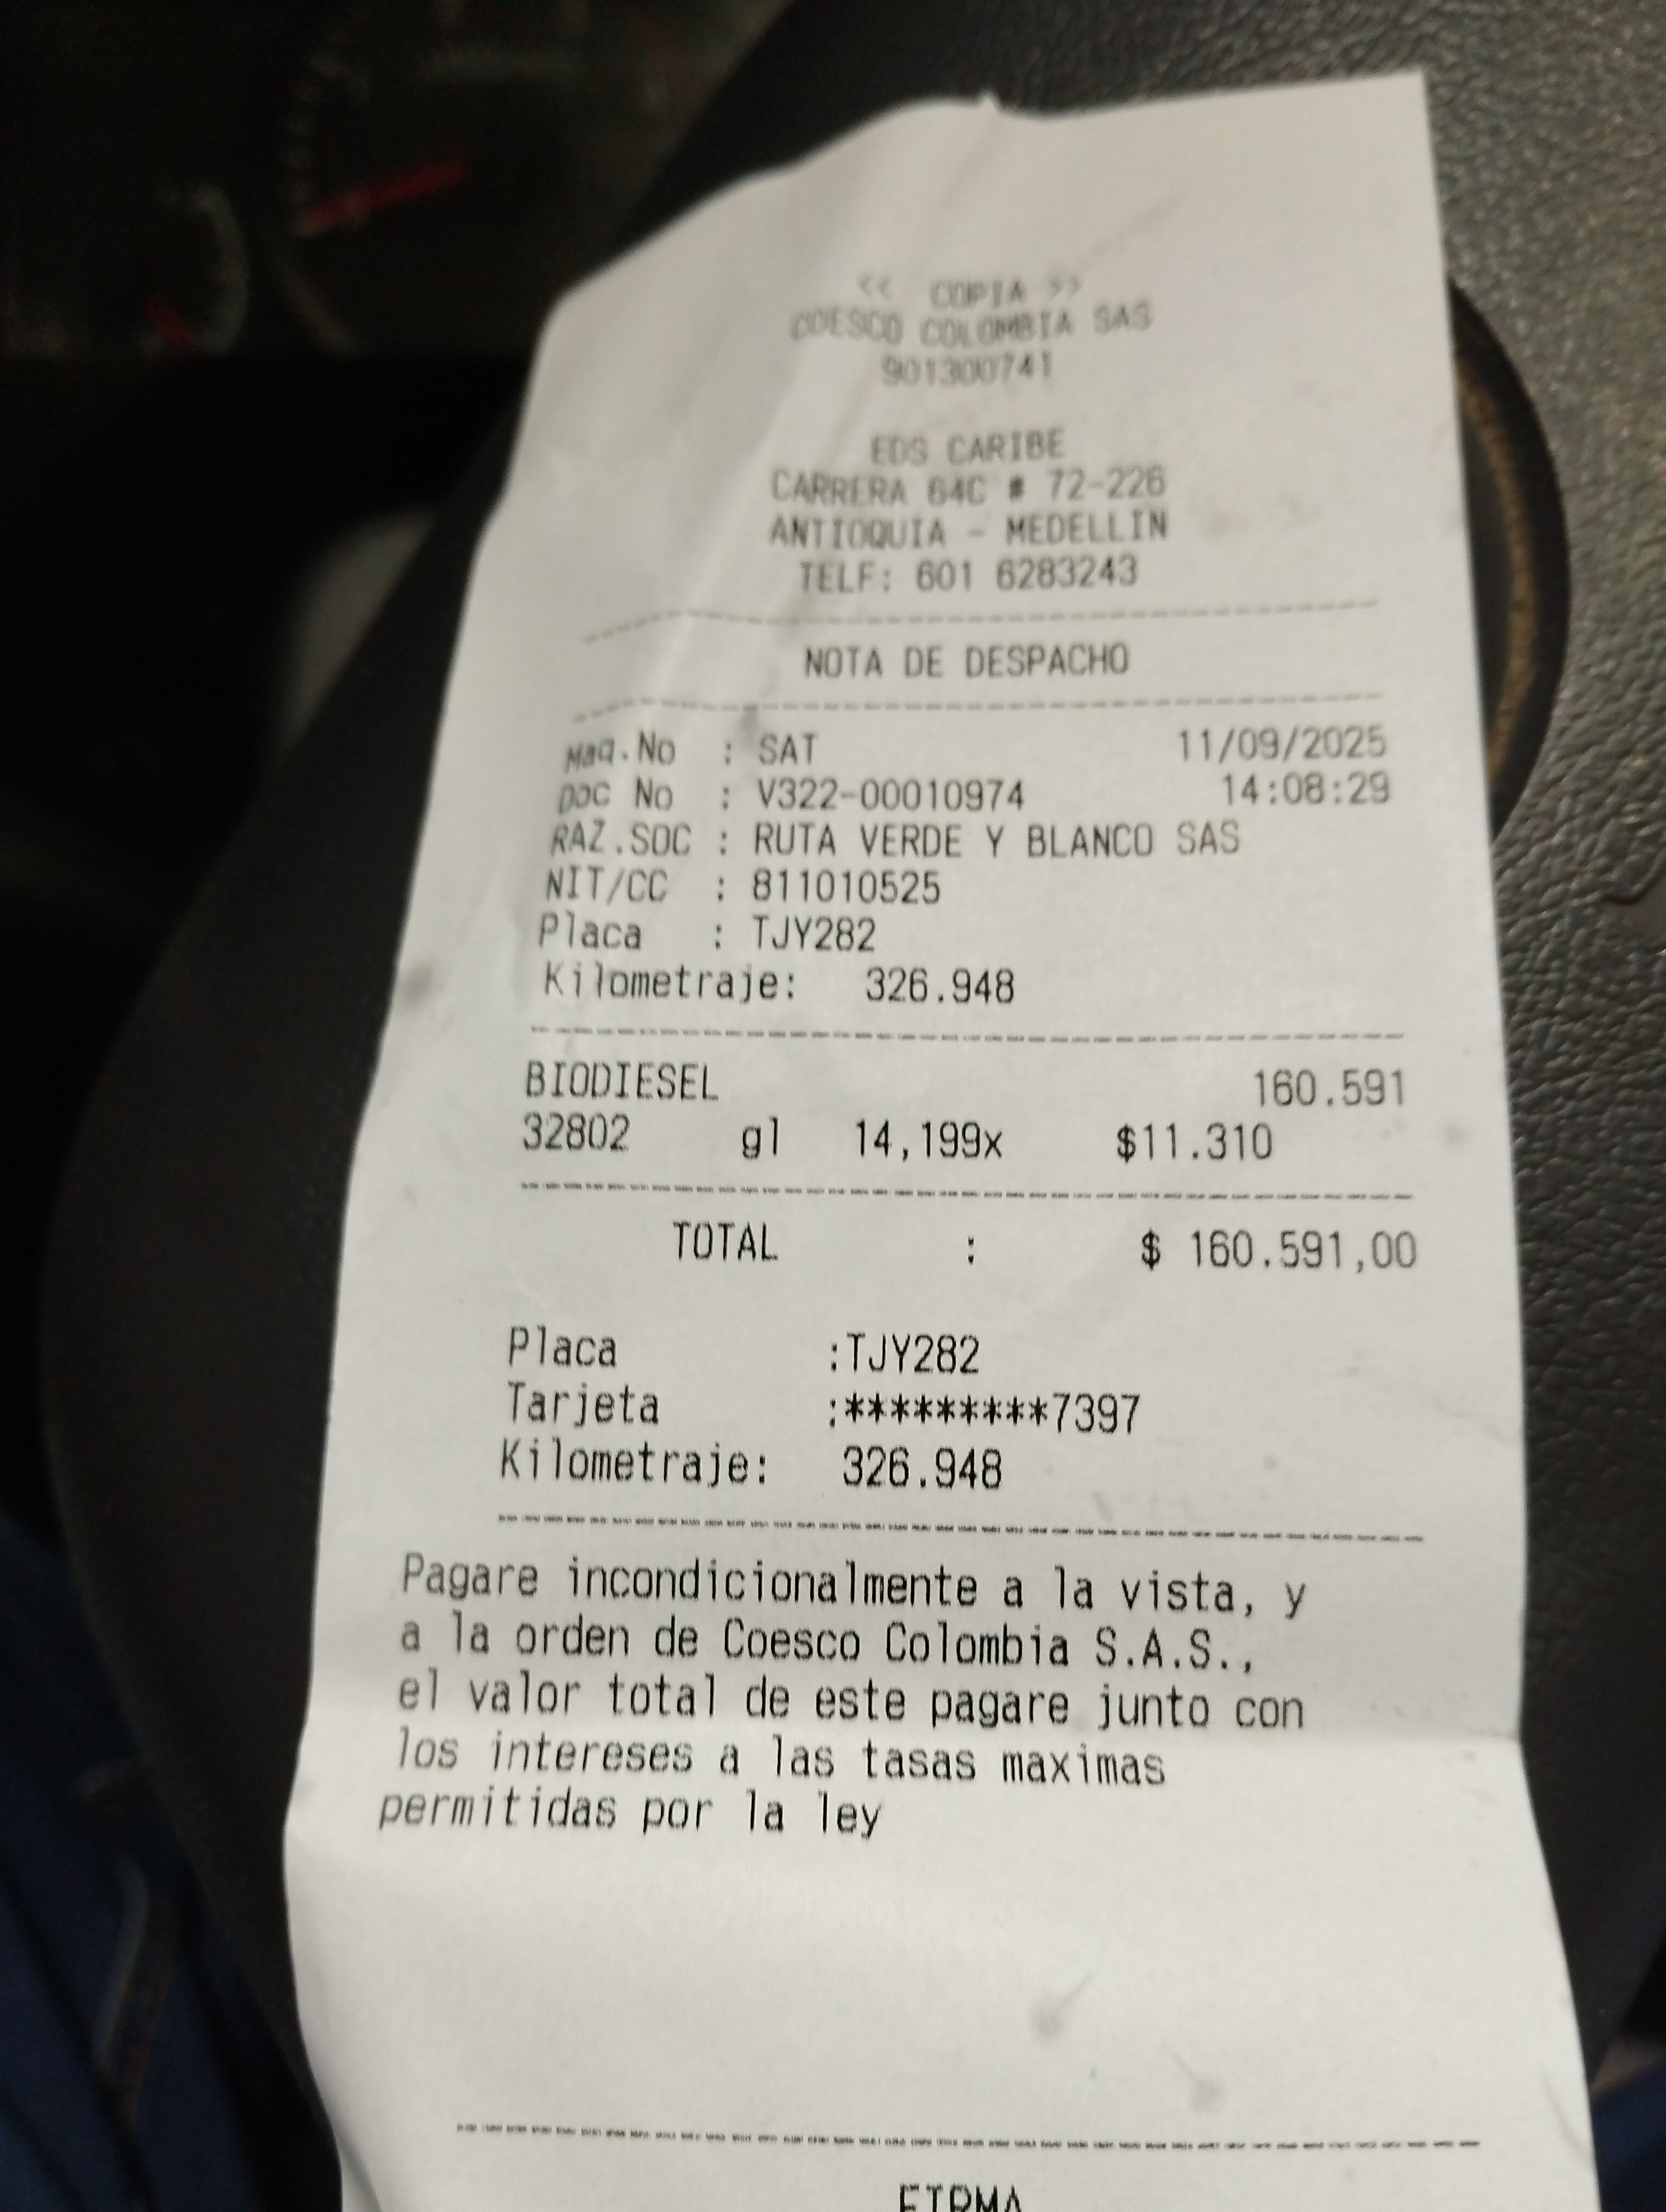 << COPIA >>
COESCO COLOMBIA SAS
901300741
EDS CARIBE
CARRERA 64C # 72-226
ANTIOQUIA - MEDELLIN
TELF: 601 6283243
NOTA DE DESPACHO
Maq.No : SAT 11/09/2025
Doc No : V322-00010974 14:08:29
RAZ.SOC : RUTA VERDE Y BLANCO SAS
NIT/CC : 811010525
Placa : TJY282
Kilometraje: 326.948
BIODIESEL 160.591
32802 gl 14,199x $11.310
TOTAL : $ 160.591,00
Placa :TJY282
Tarjeta :*********7397
Kilometraje: 326.948
Pagare incondicionalmente a la vista, y
a la orden de Coesco Colombia S.A.S.,
el valor total de este pagare junto con
los intereses a las tasas maximas
permitidas por la ley
FIRMA